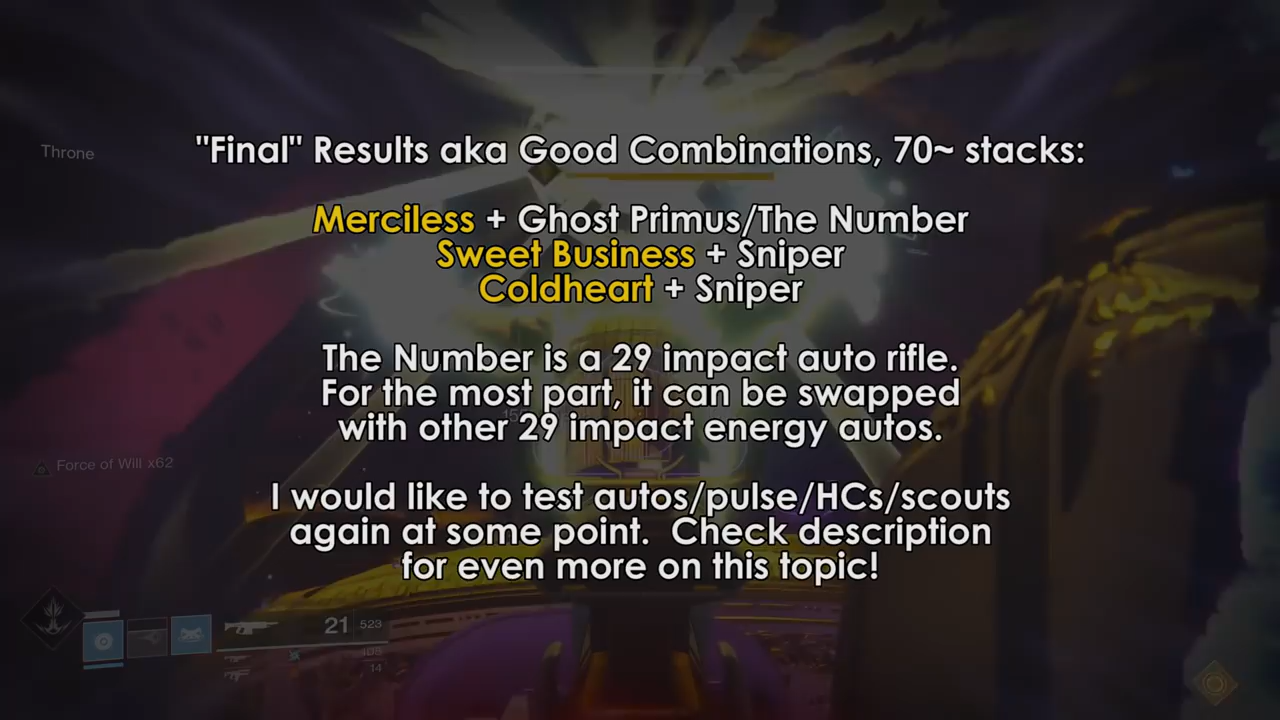 Throne
"Final" Results aka Good Combinations, 70~ stacks:
Merciless + Ghost Primus/The Number
Sweet Business + Sniper
Coldheart + Sniper
The Number is a 29 impact auto rifle.
For the most part, it can be swapped
with other 29 impact energy autos.
Force of Will x62
I would like to test autos/pulse/HCs/scouts
again at some point.  Check description
for even more on this topic!
21 523
14